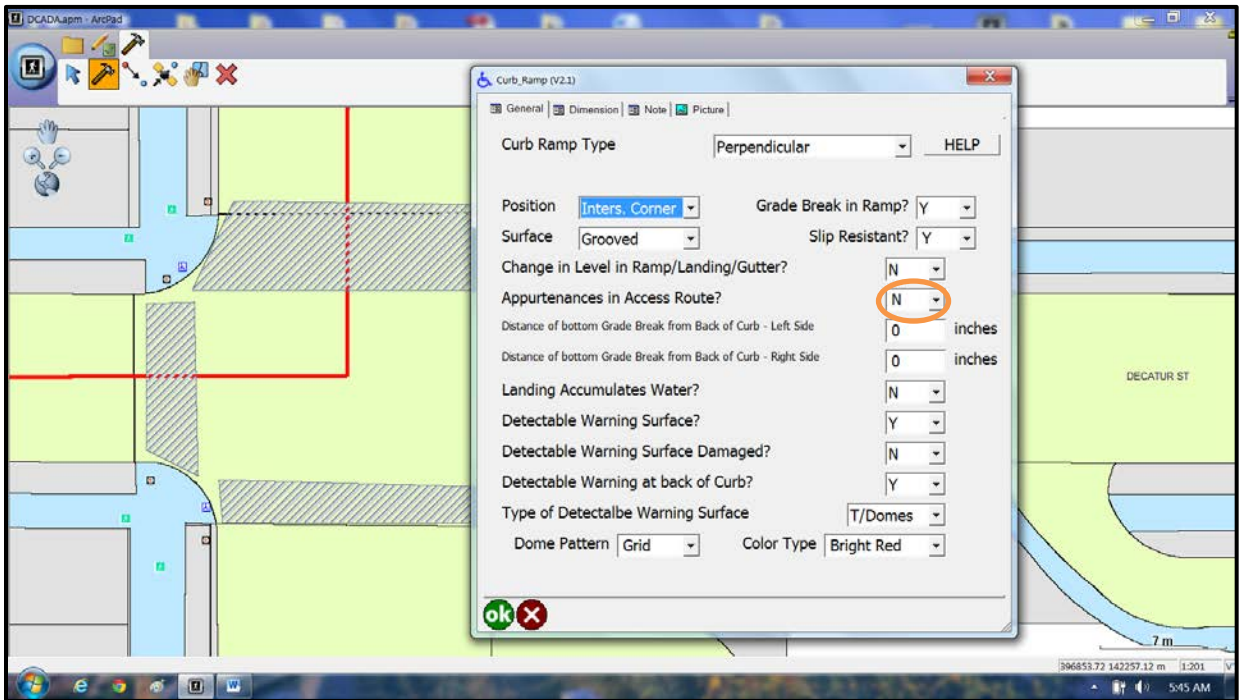 DCADA.apm - ArcPad
Curb_Ramp (V2.1)
General Dimension Note Picture
Curb Ramp Type Perpendicular HELP
Position Inters. Corner Grade Break in Ramp? Y
Surface Grooved Slip Resistant? Y
Change in Level in Ramp/Landing/Gutter? N
Appurtenances in Access Route? N
Distance of bottom Grade Break from Back of Curb - Left Side 0 inches
Distance of bottom Grade Break from Back of Curb - Right Side 0 inches
DECATUR ST
Landing Accumulates Water? N
Detectable Warning Surface? Y
Detectable Warning Surface Damaged? N
Detectable Warning at back of Curb? Y
Type of Detectalbe Warning Surface T/Domes
Dome Pattern Grid Color Type Bright Red
ok
7 m
396853.72 142257.12 m 1:201 V
5:45 AM